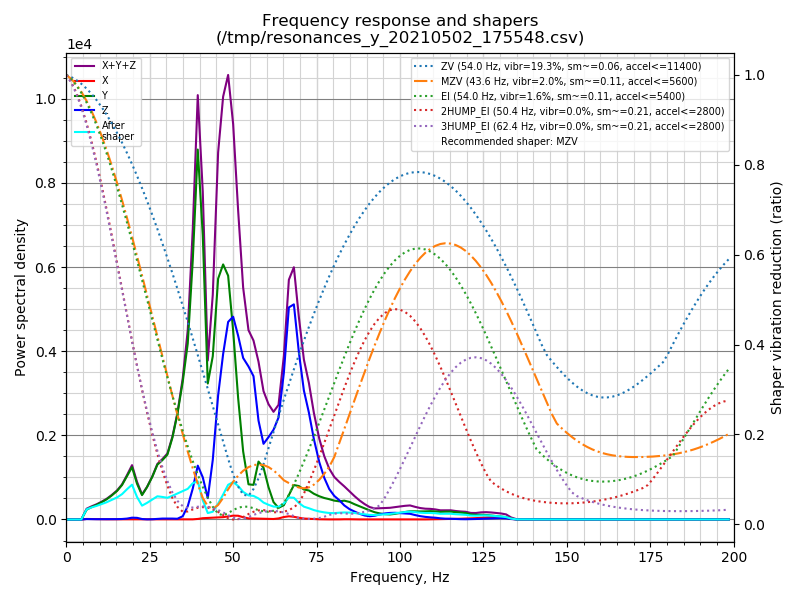 Frequency response and shapers
(/tmp/resonances_y_20210502_175548.csv)
1e4
X+Y+Z
X
Y
Z
After
shaper
ZV (54.0 Hz, vibr=19.3%, sm~=0.06, accel<=11400)
MZV (43.6 Hz, vibr=2.0%, sm~=0.11, accel<=5600)
EI (54.0 Hz, vibr=1.6%, sm~=0.11, accel<=5400)
2HUMP_EI (50.4 Hz, vibr=0.0%, sm~=0.21, accel<=2800)
3HUMP_EI (62.4 Hz, vibr=0.0%, sm~=0.21, accel<=2800)
Recommended shaper: MZV
Power spectral density
1.0
0.8
0.6
0.4
0.2
0.0
1.0
0.8
0.6
0.4
0.2
0.0
Shaper vibration reduction (ratio)
0 25 50 75 100 125 150 175 200
Frequency, Hz